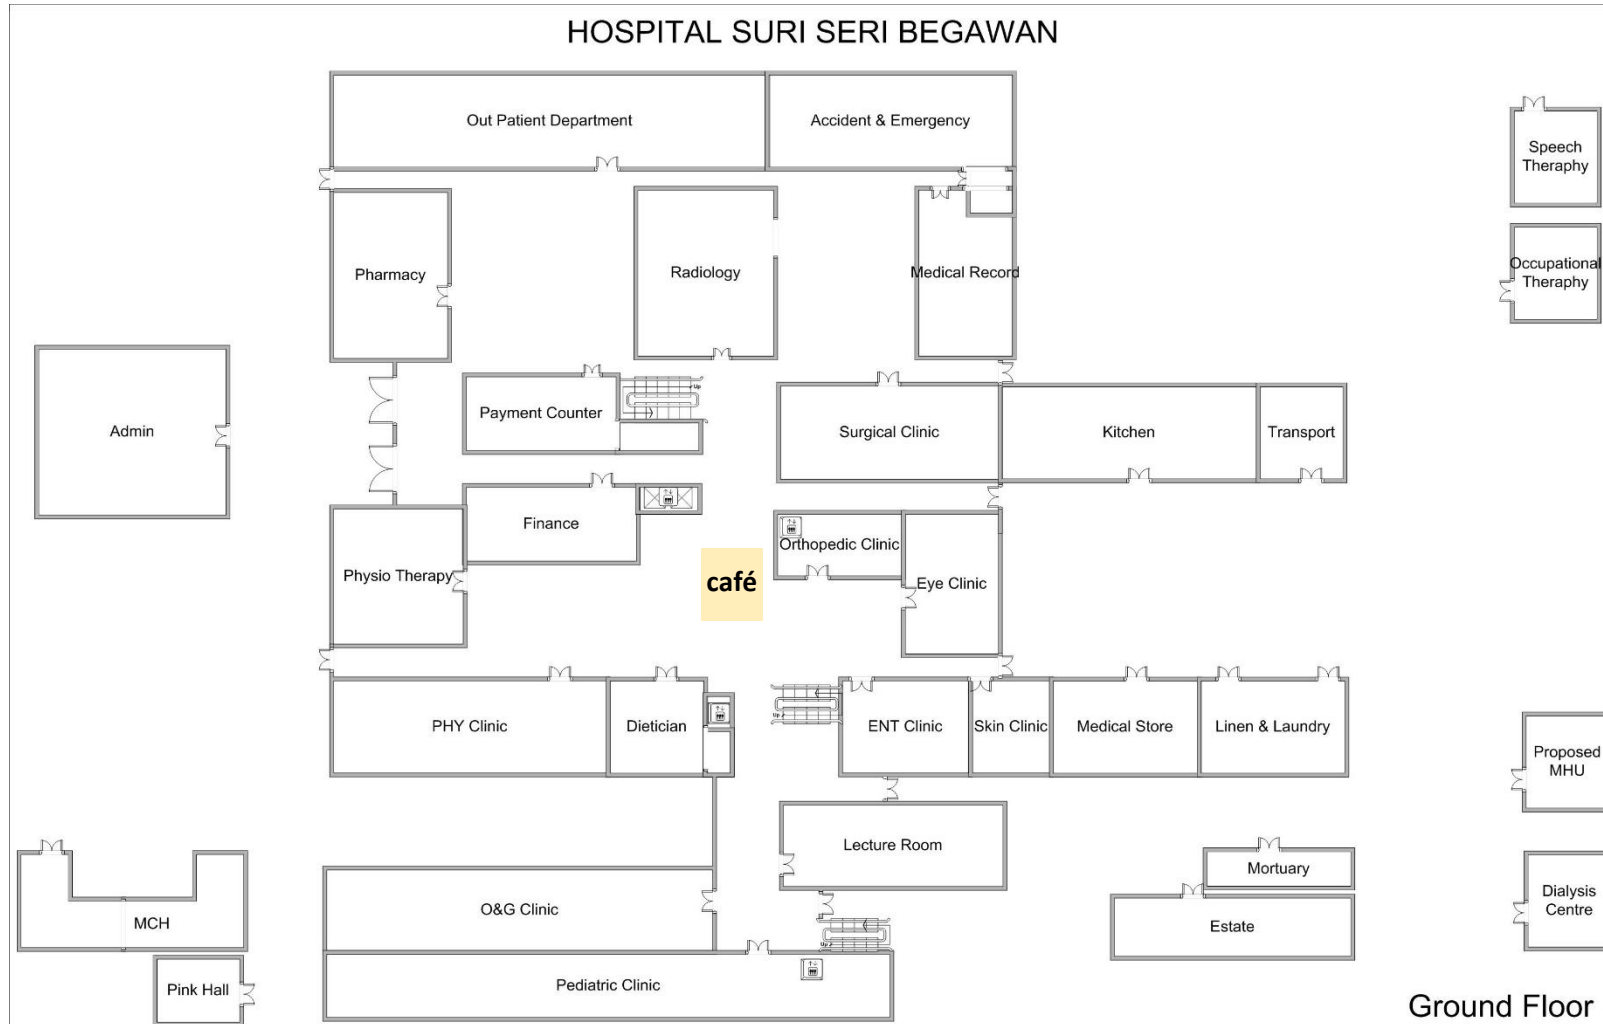 HOSPITAL SURI SERI BEGAWAN
Out Patient Department
Accident & Emergency
Speech
Theraphy
Pharmacy
Radiology
Medical Record
Occupational
Theraphy
Admin
Payment Counter
Up
Surgical Clinic
Kitchen
Transport
Finance
Orthopedic Clinic
Physio Therapy
café
Eye Clinic
PHY Clinic
Dietician
Up
ENT Clinic
Skin Clinic
Medical Store
Linen & Laundry
Proposed
MHU
Lecture Room
Mortuary
MCH
O&G Clinic
Up
Estate
Dialysis
Centre
Pink Hall
Pediatric Clinic
Ground Floor